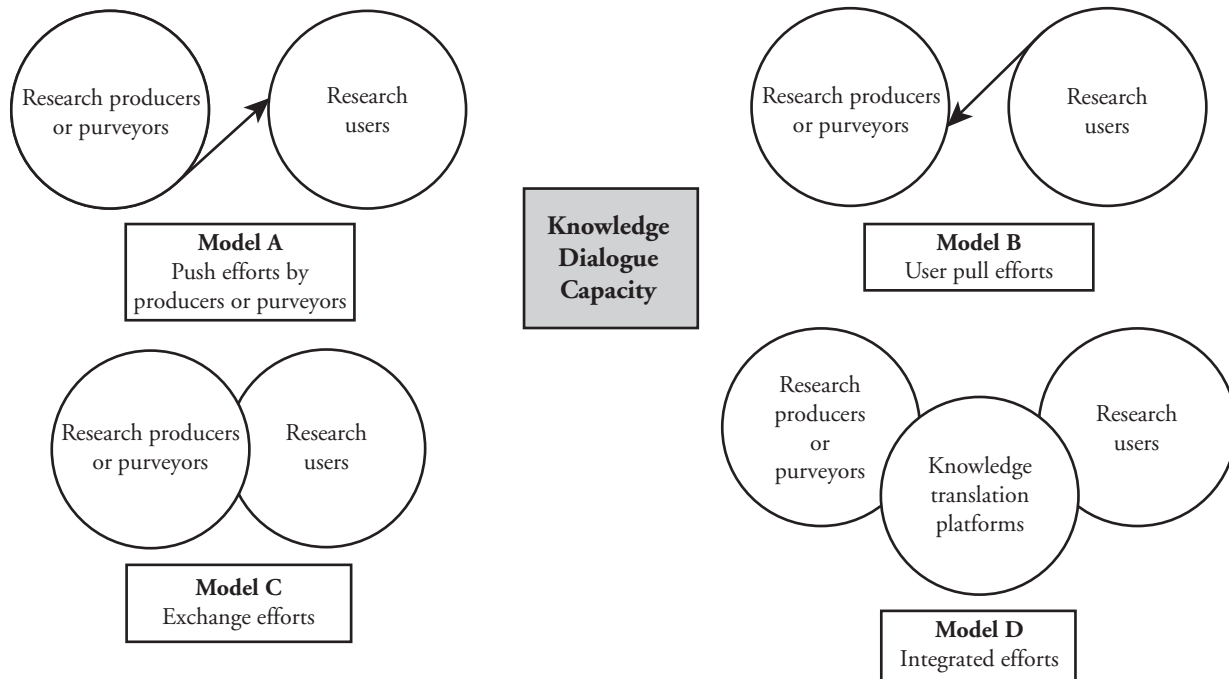 Research producers
or purveyors
Research
users
Model A
Push efforts by
producers or purveyors
Knowledge
Dialogue
Capacity
Research producers
or purveyors
Research
users
Model B
User pull efforts
Research producers
or purveyors
Research
users
Model C
Exchange efforts
Research
producers
or
purveyors
Knowledge
translation
platforms
Research
users
Model D
Integrated efforts